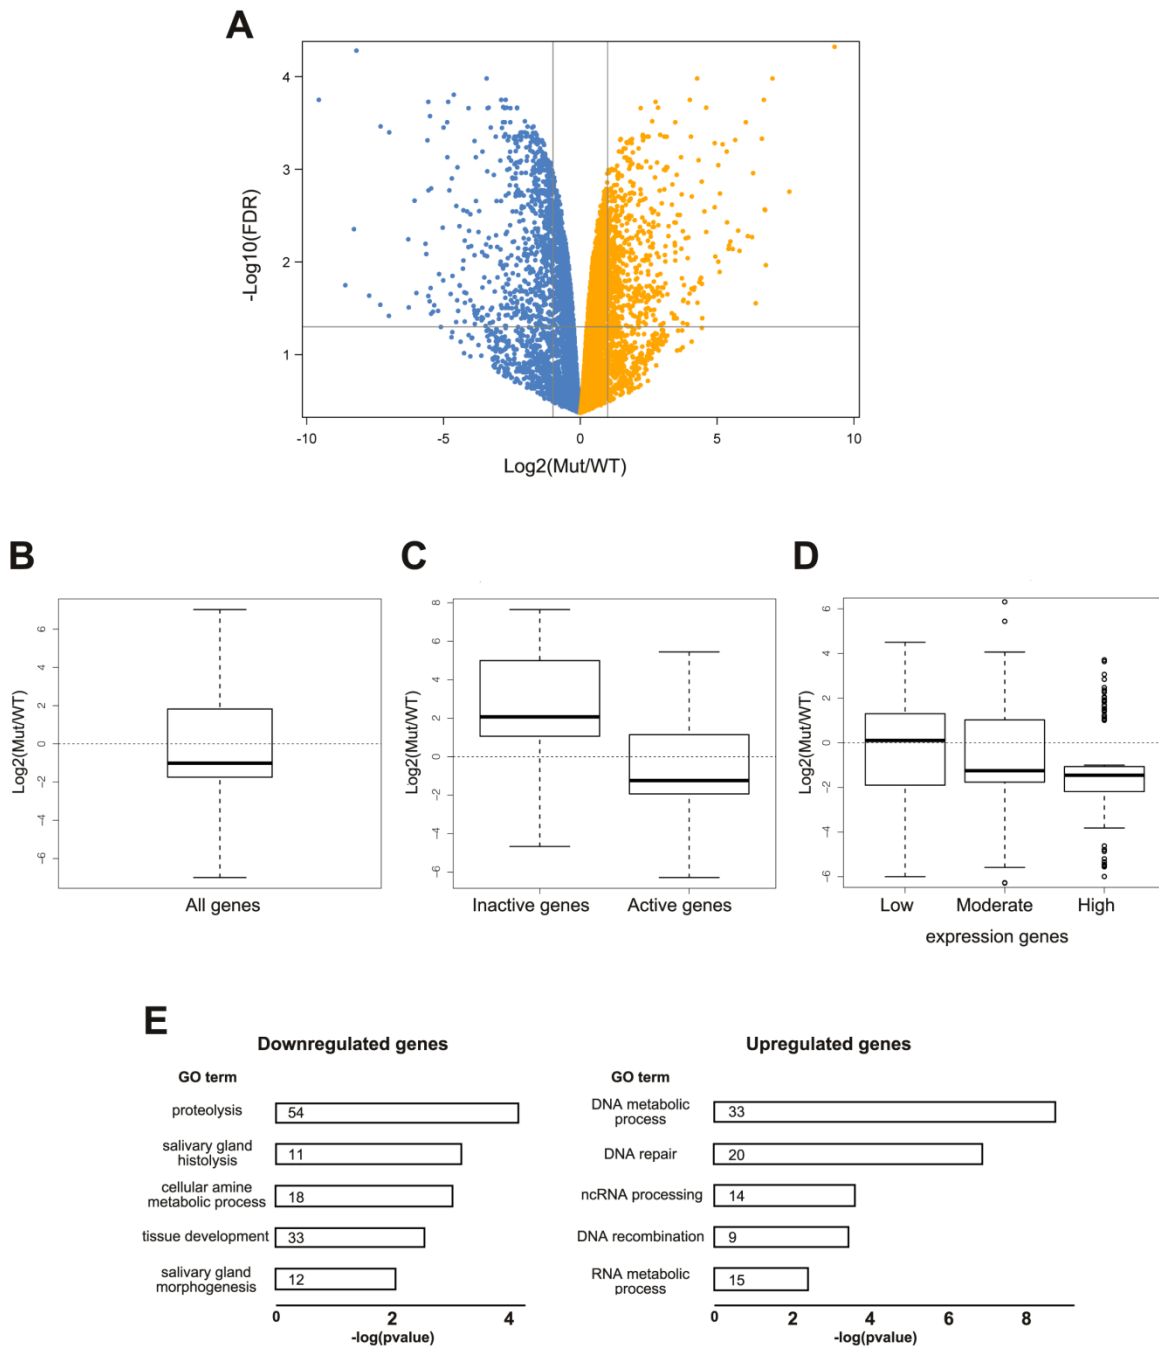 A
4
3
2
1
-Log10(FDR)
-10
-5
0
5
10
Log2(Mut/WT)
B
6
4
2
0
−2
−4
−6
Log2(Mut/WT)
All genes
C
8
6
4
2
0
−2
−4
−6
Log2(Mut/WT)
Inactive genes
Active genes
D
6
4
2
0
−2
−4
−6
Log2(Mut/WT)
Low
Moderate
High
expression genes
E
Downregulated genes
GO term
proteolysis
54
salivary gland
histolysis
11
cellular amine
metabolic process
18
tissue development
33
salivary gland
morphogenesis
12
0
2
4
-log(pvalue)
Upregulated genes
GO term
DNA metabolic
process
33
DNA repair
20
ncRNA processing
14
DNA recombination
9
RNA metabolic
process
15
0
2
4
6
8
-log(pvalue)